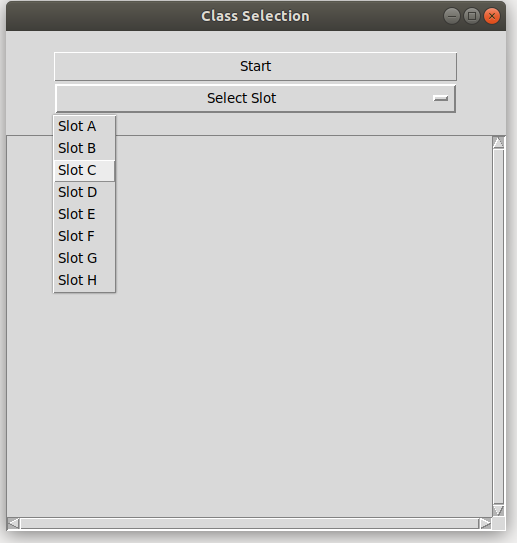 Class Selection
Start
Select Slot
Slot A
Slot B
Slot C
Slot D
Slot E
Slot F
Slot G
Slot H